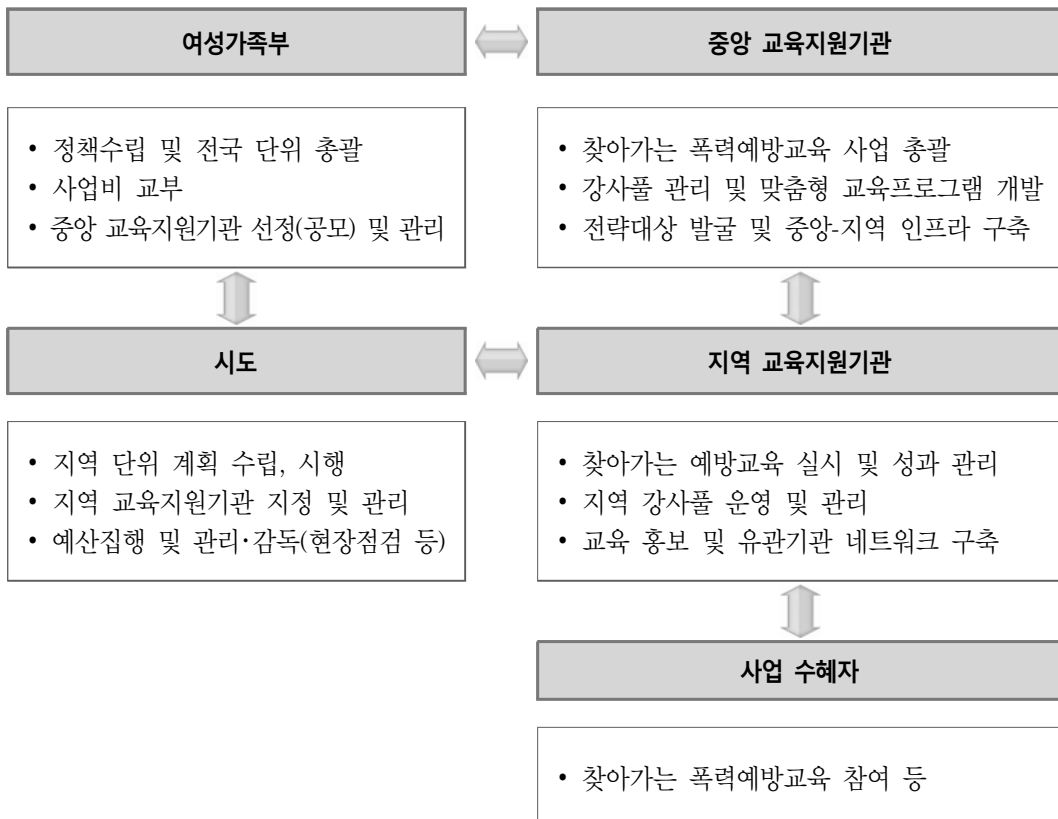 여성가족부
중앙 교육지원기관
• 정책수립 및 전국 단위 총괄
• 사업비 교부
• 중앙 교육지원기관 선정(공모) 및 관리
• 찾아가는 폭력예방교육 사업 총괄
• 강사풀 관리 및 맞춤형 교육프로그램 개발
• 전략대상 발굴 및 중앙-지역 인프라 구축
시도
지역 교육지원기관
• 지역 단위 계획 수립, 시행
• 지역 교육지원기관 지정 및 관리
• 예산집행 및 관리·감독(현장점검 등)
• 찾아가는 예방교육 실시 및 성과 관리
• 지역 강사풀 운영 및 관리
• 교육 홍보 및 유관기관 네트워크 구축
사업 수혜자
• 찾아가는 폭력예방교육 참여 등